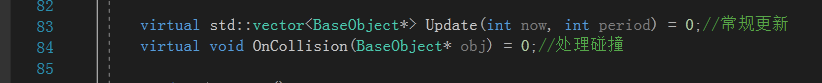 82
83 virtual std::vector<BaseObject*> Update(int now, int period) = 0;//常规更新
84 virtual void OnCollision(BaseObject* obj) = 0;//处理碰撞
85